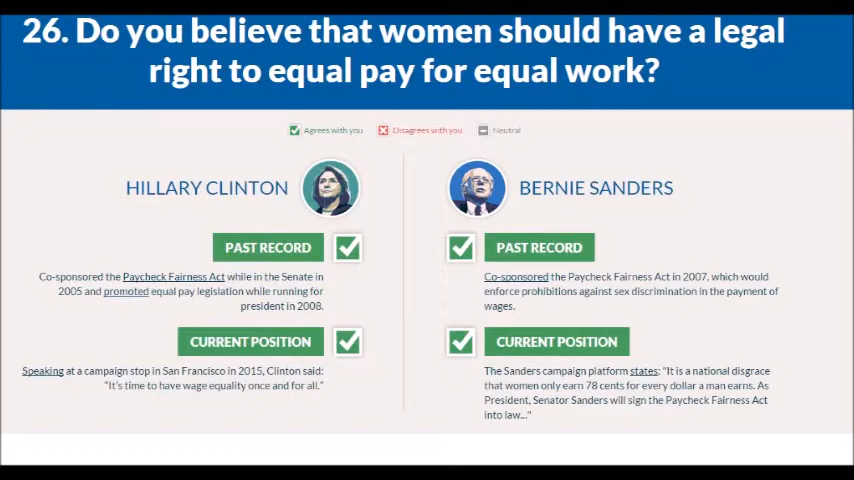 26. Do you believe that women should have a legal
right to equal pay for equal work?
Agrees with you Disagrees with you Neutral
HILLARY CLINTON
PAST RECORD
Co-sponsored the Paycheck Fairness Act while in the Senate in
2005 and promoted equal pay legislation while running for
president in 2008.
CURRENT POSITION
Speaking at a campaign stop in San Francisco in 2015, Clinton said:
"It's time to have wage equality once and for all."
BERNIE SANDERS
PAST RECORD
Co-sponsored the Paycheck Fairness Act in 2007, which would
enforce prohibitions against sex discrimination in the payment of
wages.
CURRENT POSITION
The Sanders campaign platform states: "It is a national disgrace
that women only earn 78 cents for every dollar a man earns. As
President, Senator Sanders will sign the Paycheck Fairness Act
into law..."